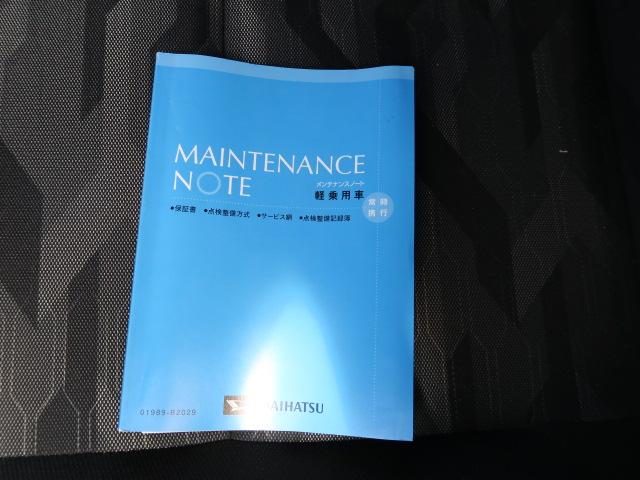 MAINTENANCE
NOTE
メンテナンスノート
軽乗用車
常時
携行
●保証書 ●点検整備方式 ●サービス網 ●点検整備記録簿
01989-B2029
DAIHATSU